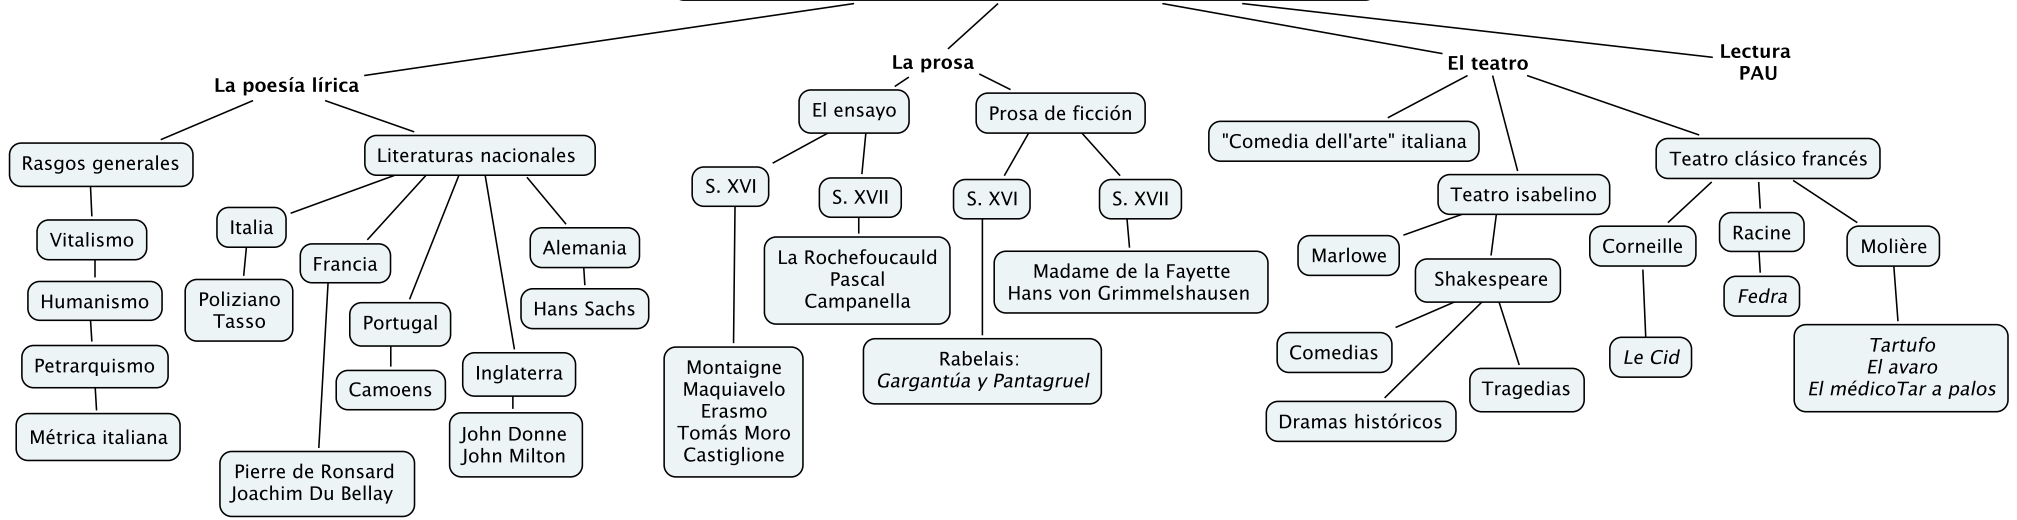 La poesía lírica
Rasgos generales
Vitalismo
Humanismo
Petrarquismo
Métrica italiana
Literaturas nacionales
Italia
Poliziano
Tasso
Francia
Pierre de Ronsard
Joachim Du Bellay
Portugal
Camoens
Inglaterra
John Donne
John Milton
Alemania
Hans Sachs
La prosa
El ensayo
S. XVI
Montaigne
Maquiavelo
Erasmo
Tomás Moro
Castiglione
S. XVII
La Rochefoucauld
Pascal
Campanella
Prosa de ficción
S. XVI
Rabelais:
Gargantúa y Pantagruel
S. XVII
Madame de la Fayette
Hans von Grimmelshausen
El teatro
"Comedia dell'arte" italiana
Teatro isabelino
Marlowe
Shakespeare
Comedias
Dramas históricos
Tragedias
Teatro clásico francés
Corneille
Le Cid
Racine
Fedra
Molière
Tartufo
El avaro
El médicoTar a palos
Lectura
PAU